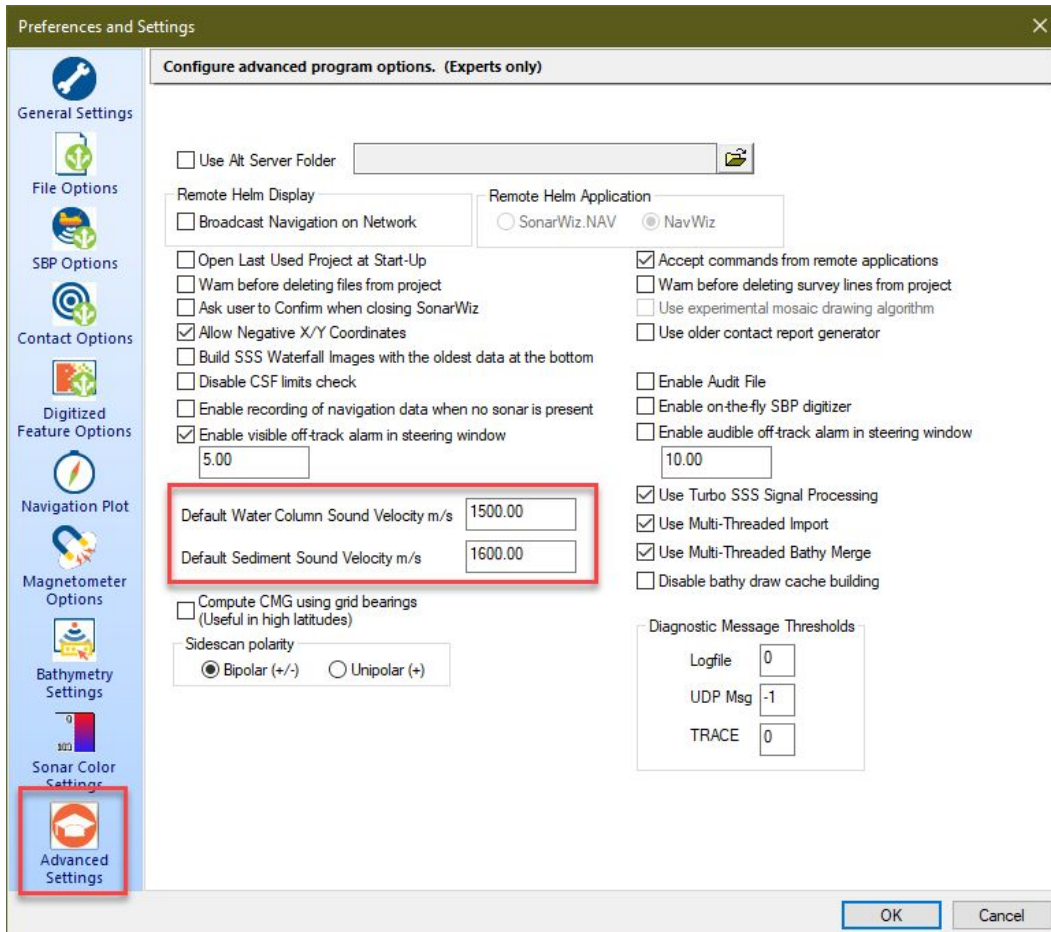 Preferences and Settings
General Settings
File Options
SBP Options
Contact Options
Digitized
Feature Options
Navigation Plot
Magnetometer
Options
Bathymetry
Settings
0
100
Sonar Color
Settings
Advanced
Settings
Configure advanced program options. (Experts only)
Use Alt Server Folder
Remote Helm Display
Broadcast Navigation on Network
Remote Helm Application
SonarWiz.NAV
NavWiz
Open Last Used Project at Start-Up
Warn before deleting files from project
Ask user to Confirm when closing SonarWiz
Allow Negative X/Y Coordinates
Build SSS Waterfall Images with the oldest data at the bottom
Disable CSF limits check
Enable recording of navigation data when no sonar is present
Enable visible off-track alarm in steering window
5.00
Accept commands from remote applications
Warn before deleting survey lines from project
Use experimental mosaic drawing algorithm
Use older contact report generator
Enable Audit File
Enable on-the-fly SBP digitizer
Enable audible off-track alarm in steering window
10.00
Default Water Column Sound Velocity m/s 1500.00
Default Sediment Sound Velocity m/s 1600.00
Compute CMG using grid bearings
(Useful in high latitudes)
Sidescan polarity
Bipolar (+/-) Unipolar (+)
Use Turbo SSS Signal Processing
Use Multi-Threaded Import
Use Multi-Threaded Bathy Merge
Disable bathy draw cache building
Diagnostic Message Thresholds
Logfile 0
UDP Msg -1
TRACE 0
OK
Cancel